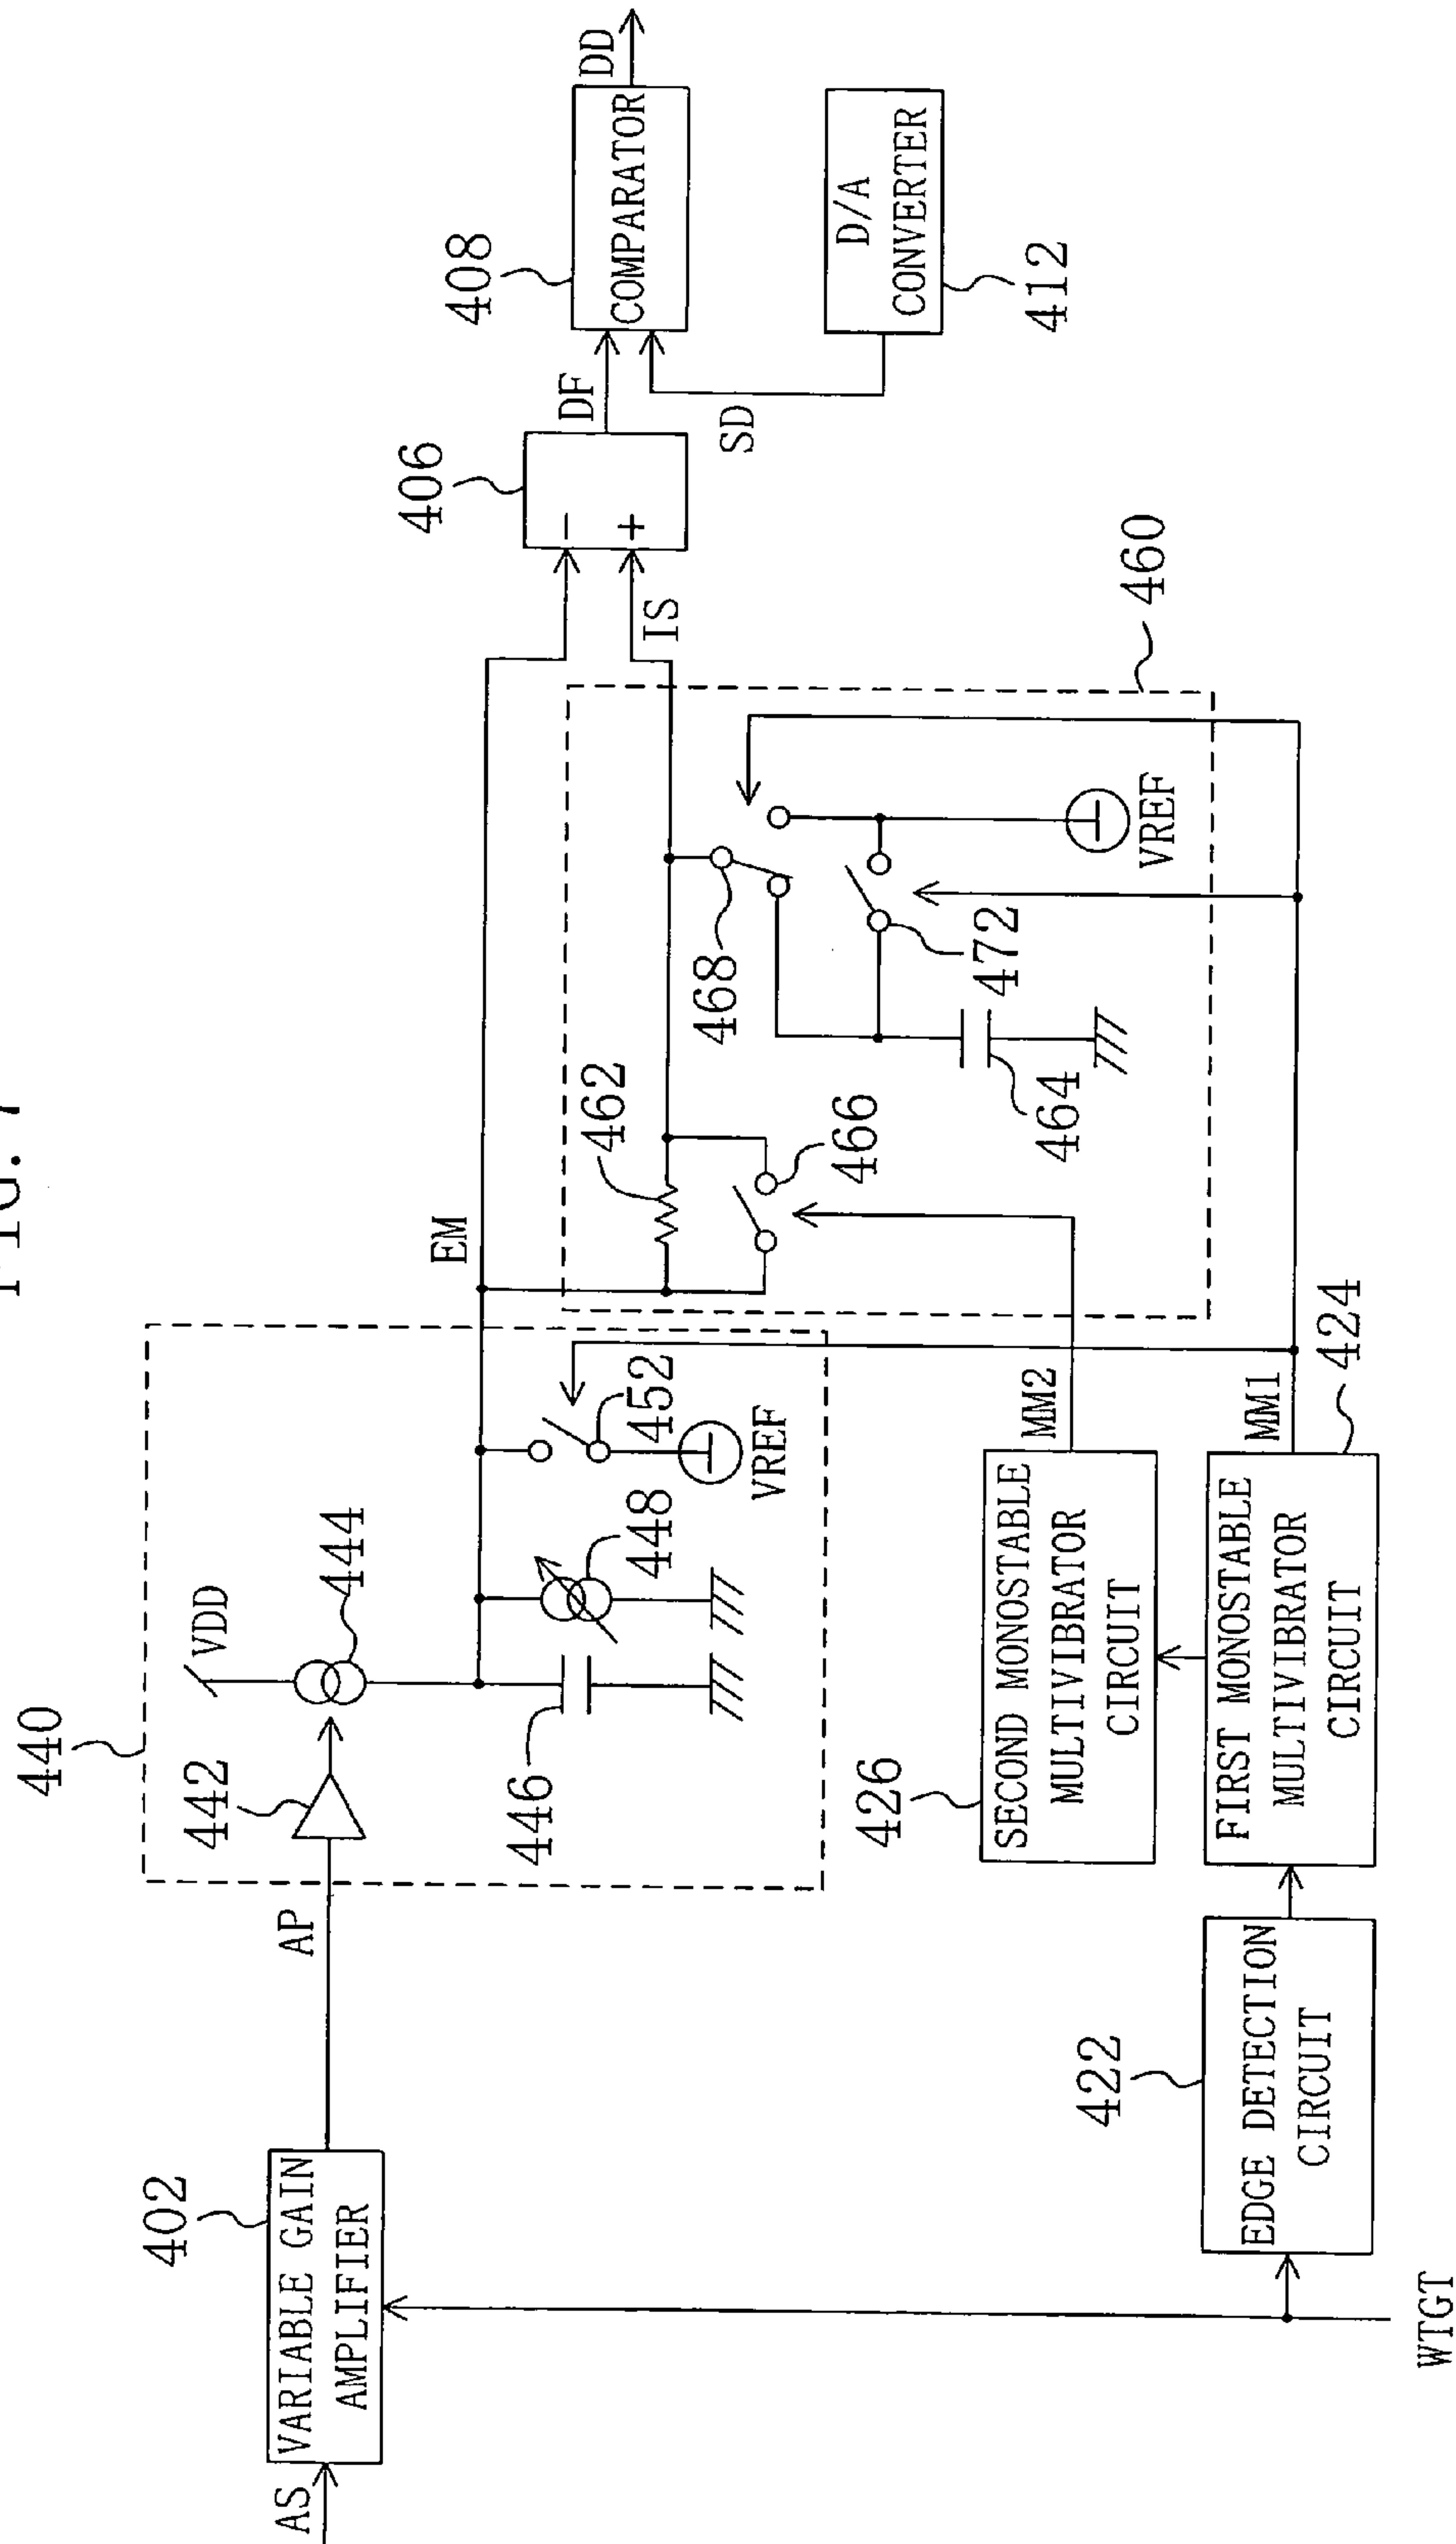 FIG. 7
440
442
VDD
444
446
448
452
VREF
EM
402
AS
VARIABLE GAIN
AMPLIFIER
AP
460
462
466
468
464
472
VREF
IS
406
−
+
DF
408
COMPARATOR
DD
SD
D/A
CONVERTER
412
426
SECOND MONOSTABLE
MULTIVIBRATOR
CIRCUIT
MM2
FIRST MONOSTABLE
MULTIVIBRATOR
CIRCUIT
MM1
424
422
EDGE DETECTION
CIRCUIT
WTGT